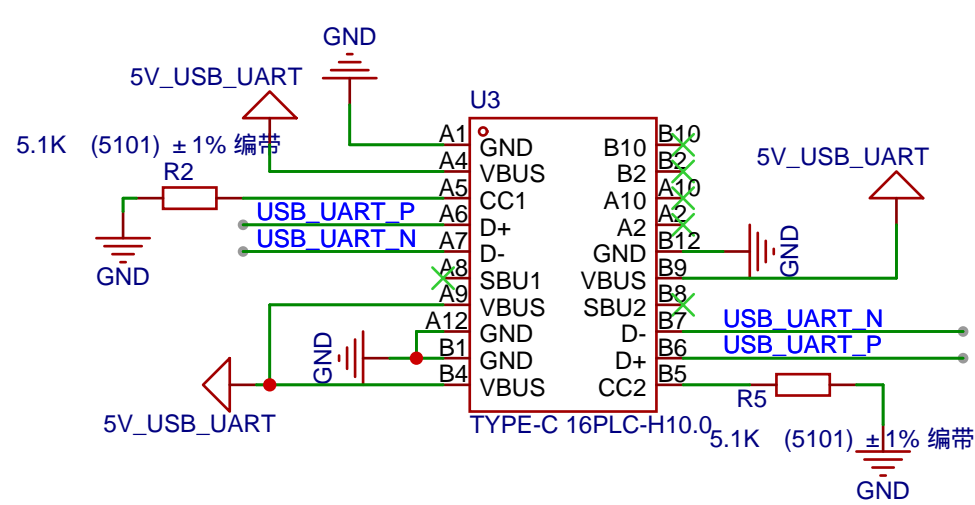 GND
5V_USB_UART
U3
5.1K (5101) ±1% 编带
R2
A1 GND B10 B10
A4 VBUS B2 B2
5V_USB_UART
A5 CC1 A10 A10
USB_UART_P A6 D+ A2 A2
USB_UART_N A7 D- GND B12 GND
GND
A8 SBU1 VBUS B9
A9 VBUS SBU2 B8
A12 GND D- B7 USB_UART_N
GND B1 GND D+ B6 USB_UART_P
B4 VBUS CC2 B5
R5
5V_USB_UART
TYPE-C 16PLC-H10.0
5.1K (5101) ±1% 编带
GND